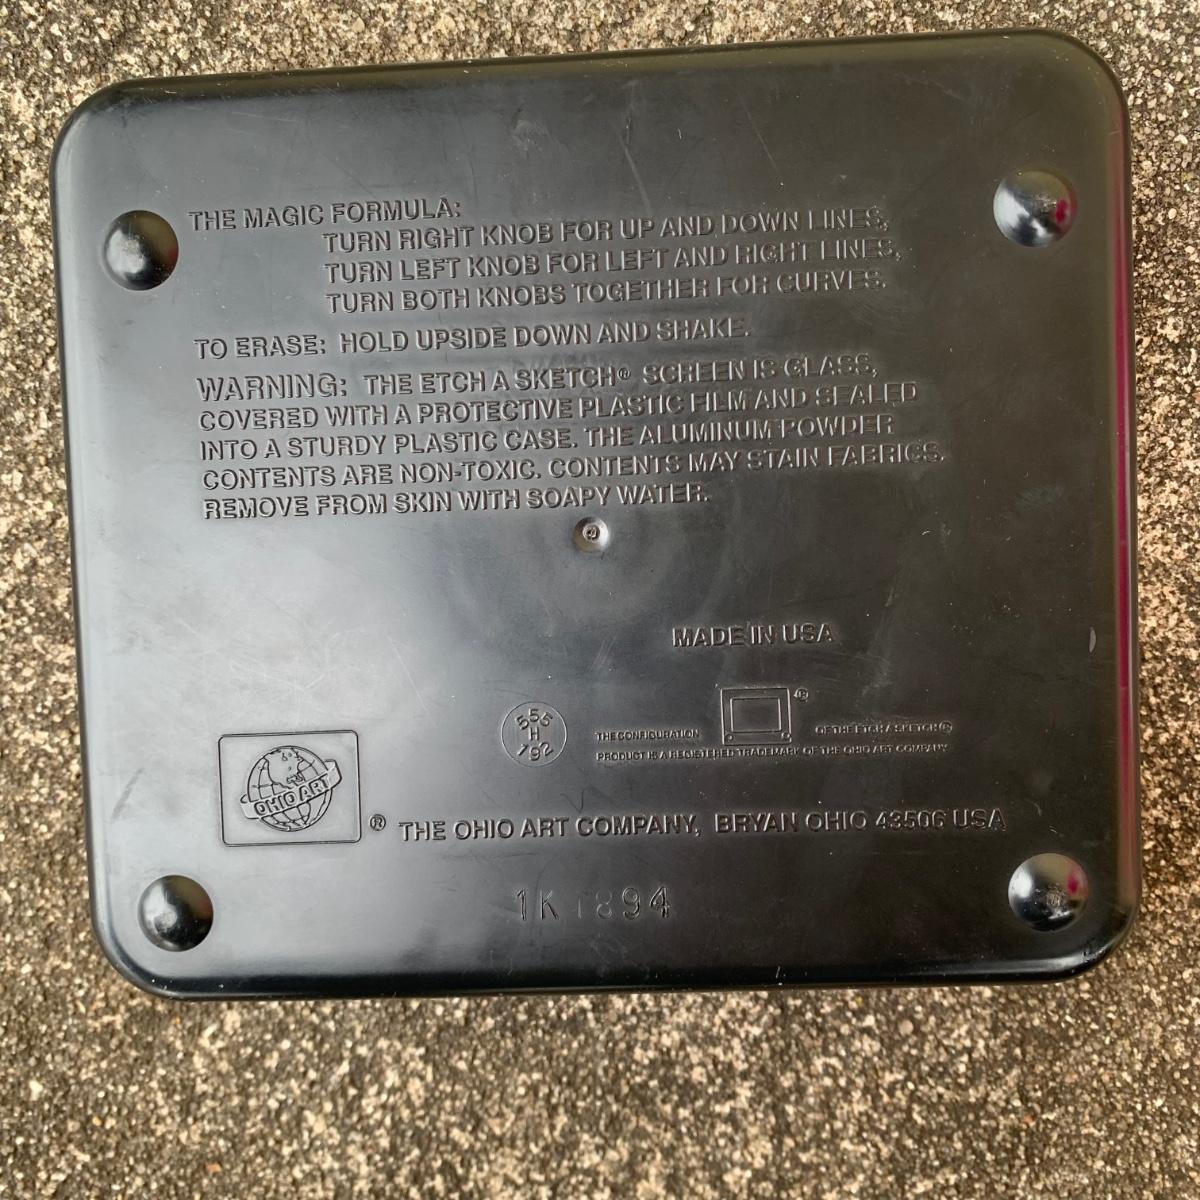 THE MAGIC FORMULA:
TURN RIGHT KNOB FOR UP AND DOWN LINES,
TURN LEFT KNOB FOR LEFT AND RIGHT LINES,
TURN BOTH KNOBS TOGETHER FOR CURVES.
TO ERASE: HOLD UPSIDE DOWN AND SHAKE.
WARNING: THE ETCH A SKETCH® SCREEN IS GLASS,
COVERED WITH A PROTECTIVE PLASTIC FILM AND SEALED
INTO A STURDY PLASTIC CASE. THE ALUMINUM POWDER
CONTENTS ARE NON-TOXIC. CONTENTS MAY STAIN FABRICS.
REMOVE FROM SKIN WITH SOAPY WATER.
MADE IN USA
555
H
192
®
THE CONFIGURATION OF THE ETCH A SKETCH®
PRODUCT IS A REGISTERED TRADEMARK OF THE OHIO ART COMPANY
OHIO ART
® THE OHIO ART COMPANY, BRYAN OHIO 43506 USA
894